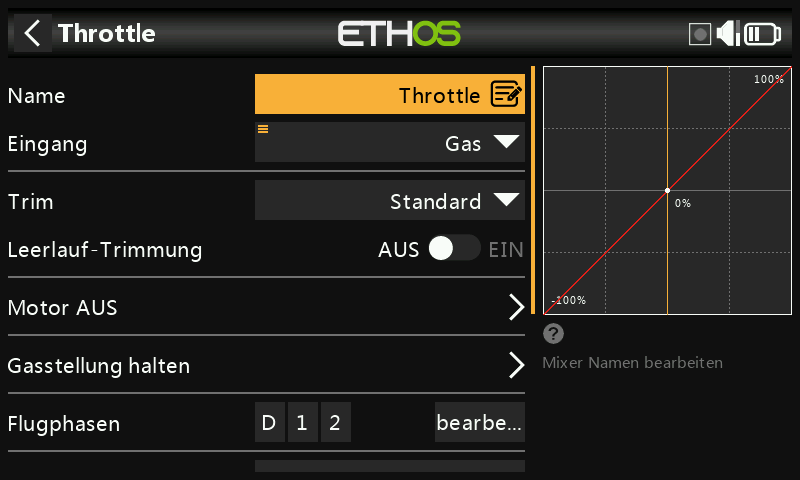 Throttle
ETHOS
Name
Throttle
Eingang
Gas
Trim
Standard
Leerlauf-Trimmung
AUS
EIN
Motor AUS
Gasstellung halten
Flugphasen
D 1 2
bearbe...
100%
0%
-100%
?
Mixer Namen bearbeiten